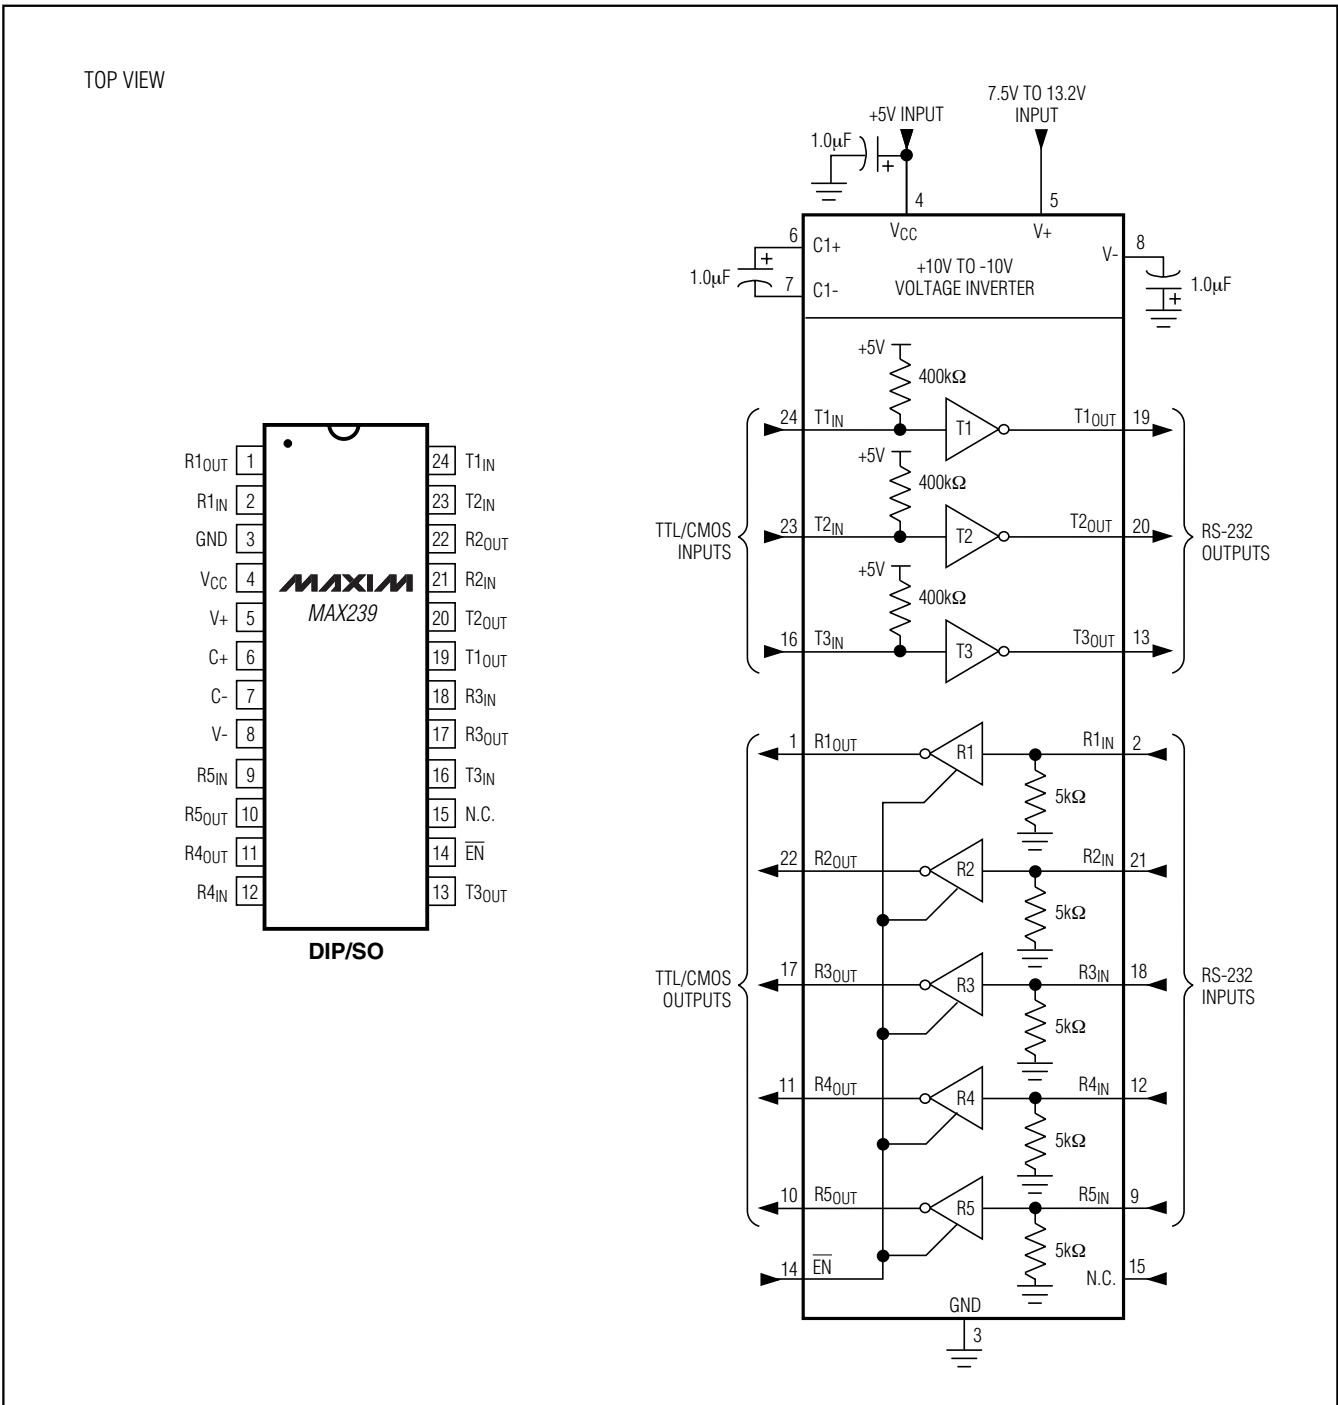 TOP VIEW
R1OUT 1
R1IN 2
GND 3
VCC 4
V+ 5
C+ 6
C- 7
V- 8
R5IN 9
R5OUT 10
R4OUT 11
R4IN 12
24 T1IN
23 T2IN
22 R2OUT
21 R2IN
20 T2OUT
19 T1OUT
18 R3IN
17 R3OUT
16 T3IN
15 N.C.
14 E̅N̅
13 T3OUT
MAXIM
MAX239
DIP/SO
+5V INPUT
7.5V TO 13.2V
INPUT
1.0µF
+
4
5
VCC
V+
6
C1+
+
1.0µF
7
C1-
+10V TO -10V
VOLTAGE INVERTER
V-
8
1.0µF
+
+5V
400kΩ
24 T1IN
T1
T1OUT 19
+5V
400kΩ
TTL/CMOS
INPUTS
23 T2IN
T2
T2OUT 20
RS-232
OUTPUTS
+5V
400kΩ
16 T3IN
T3
T3OUT 13
1 R1OUT
R1
R1IN 2
5kΩ
22 R2OUT
R2
R2IN 21
5kΩ
TTL/CMOS
OUTPUTS
17 R3OUT
R3
R3IN 18
5kΩ
RS-232
INPUTS
11 R4OUT
R4
R4IN 12
5kΩ
10 R5OUT
R5
R5IN 9
5kΩ
14 E̅N̅
N.C. 15
GND
3